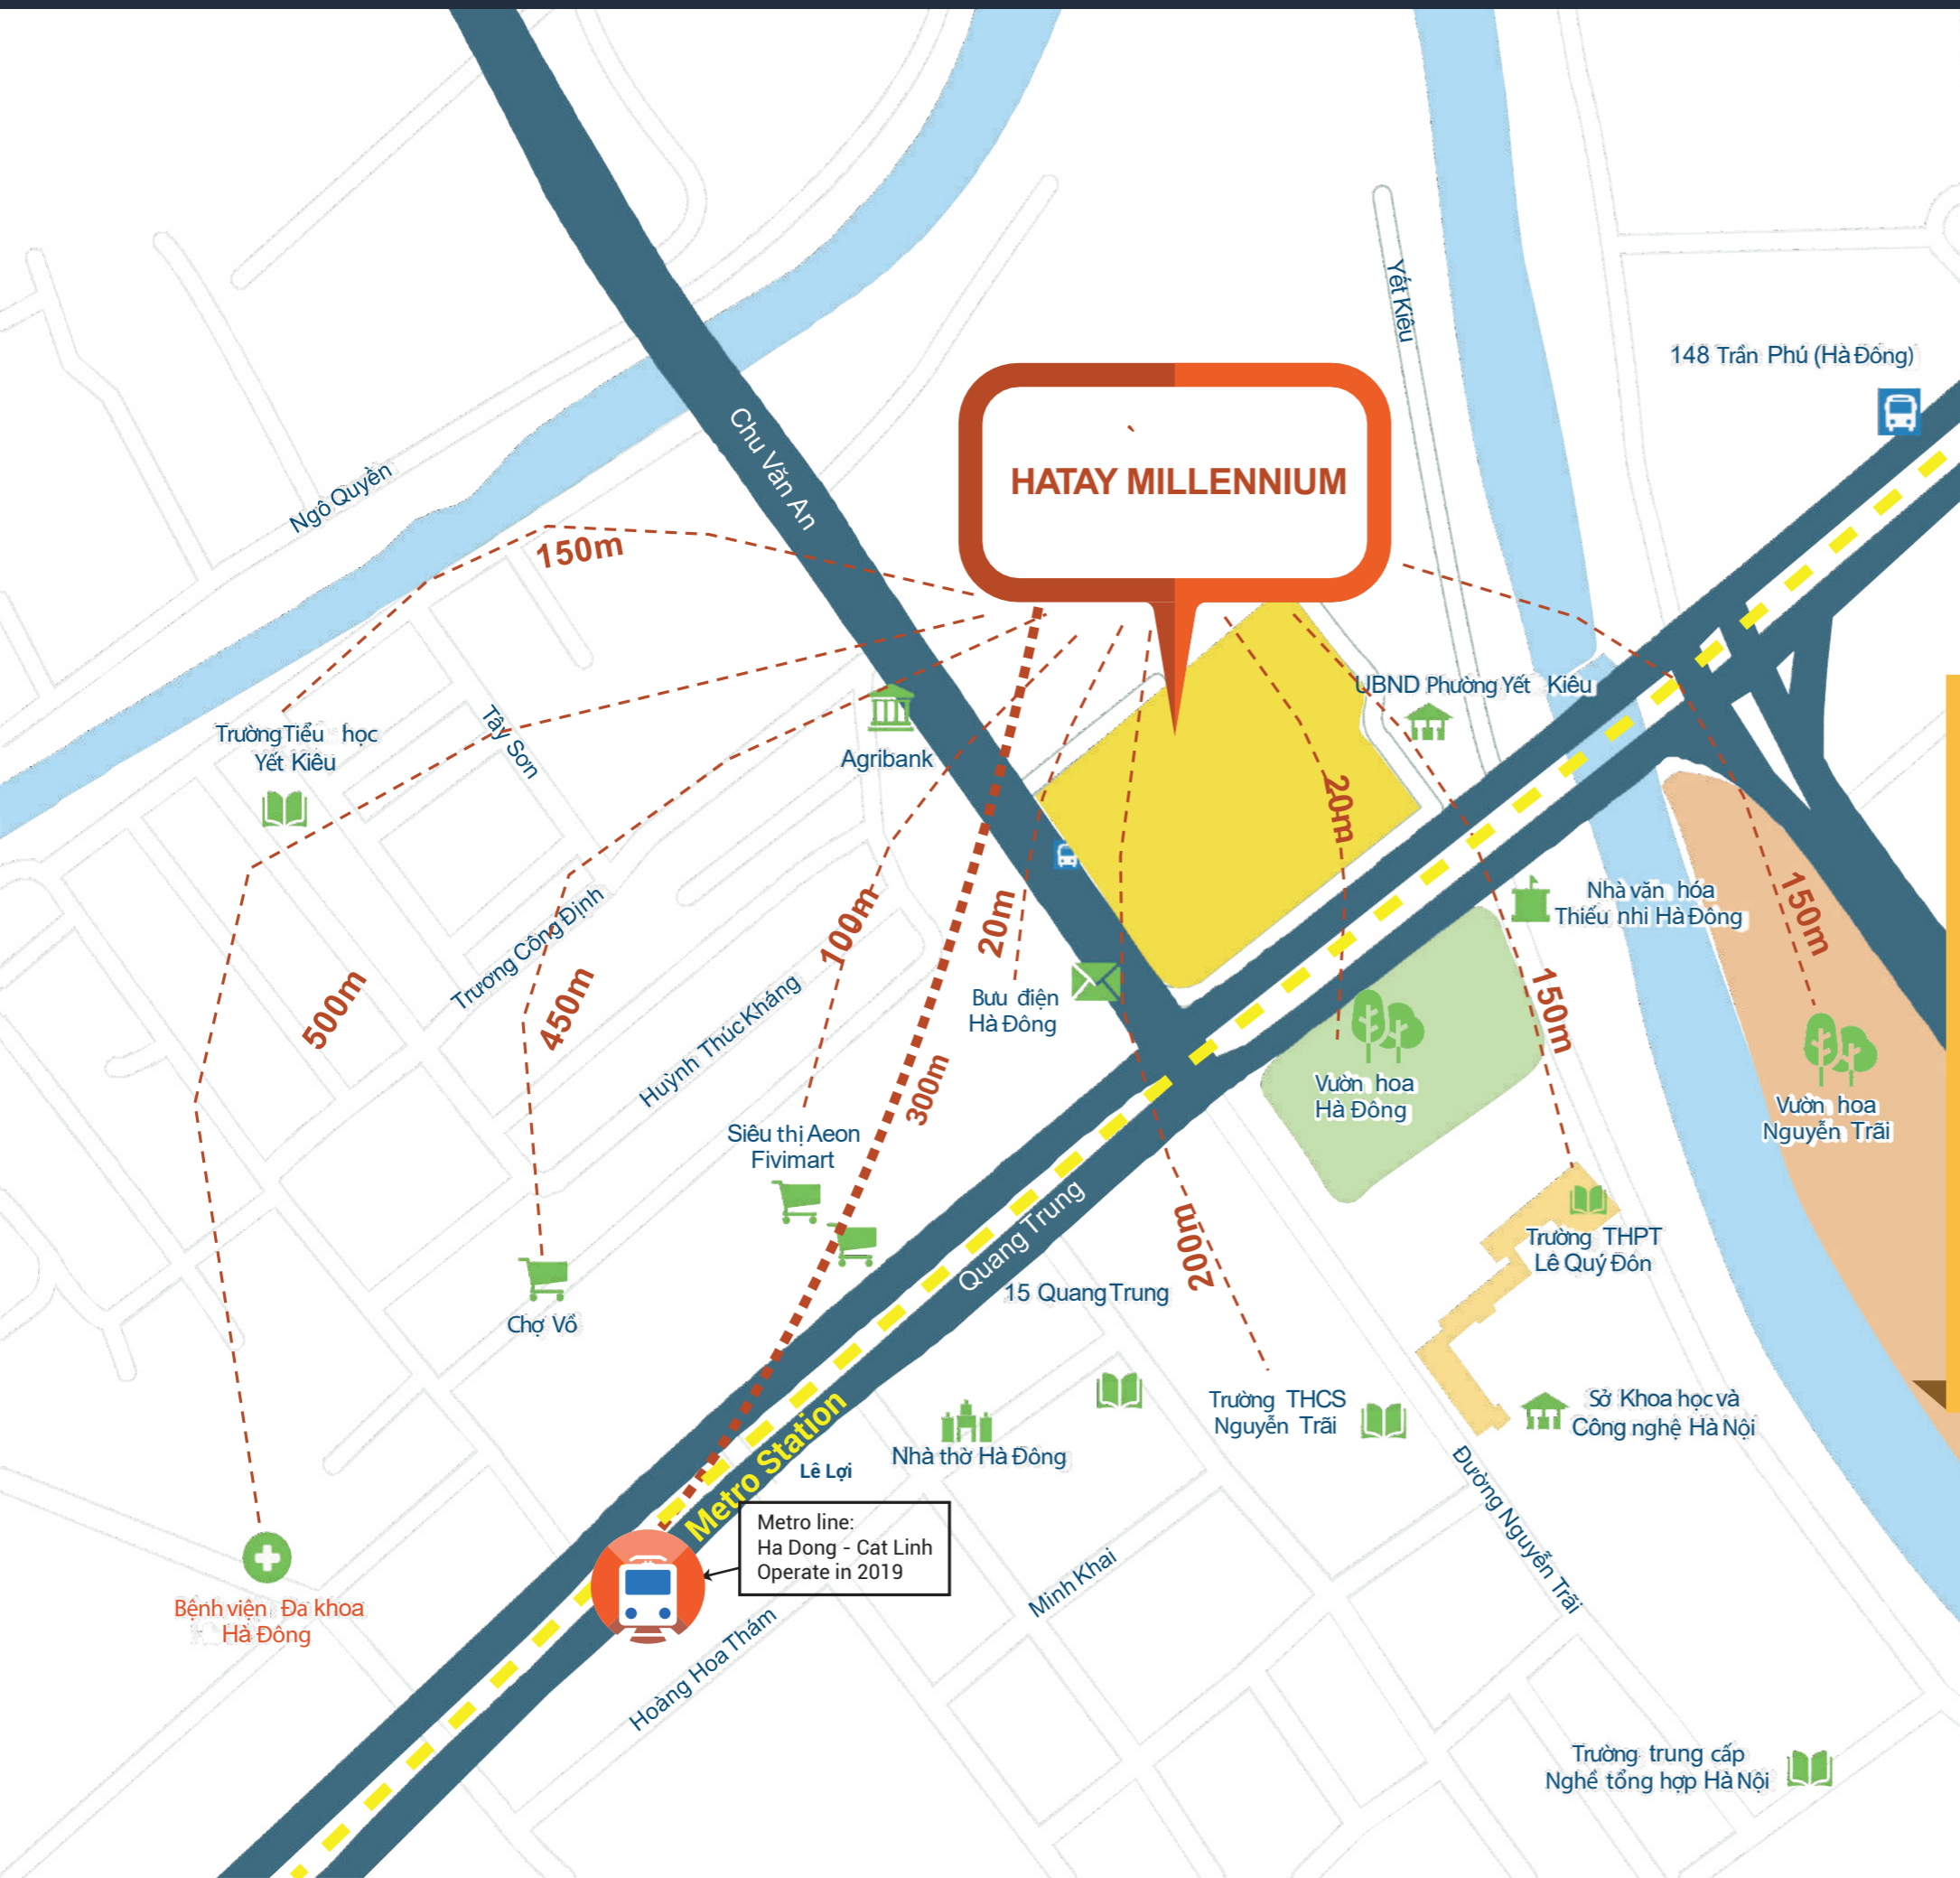 Yết Kiêu
148 Trần Phú (Hà Đông)
Chu Văn An
HATAY MILLENNIUM
Ngô Quyền
150m
UBND Phường Yết Kiêu
Trường Tiểu học
Yết Kiêu
Tây Sơn
Agribank
20m
Nhà văn hóa
Thiếu nhi Hà Đông
150m
Trương Công Định
100m
20m
500m
450m
Bưu điện
Hà Đông
150m
Huỳnh Thúc Kháng
300m
Vườn hoa
Hà Đông
Vườn hoa
Nguyễn Trãi
Siêu thị Aeon
Fivimart
Quang Trung
200m
Trường THPT
Lê Quý Đôn
15 Quang Trung
Chợ Vồ
Trường THCS
Nguyễn Trãi
Sở Khoa học và
Công nghệ Hà Nội
Metro Station
Nhà thờ Hà Đông
Lê Lợi
Đường Nguyễn Trãi
Metro line:
Ha Dong - Cat Linh
Operate in 2019
Minh Khai
Bệnh viện Đa khoa
Hà Đông
Hoàng Hoa Thám
Trường trung cấp
Nghề tổng hợp Hà Nội